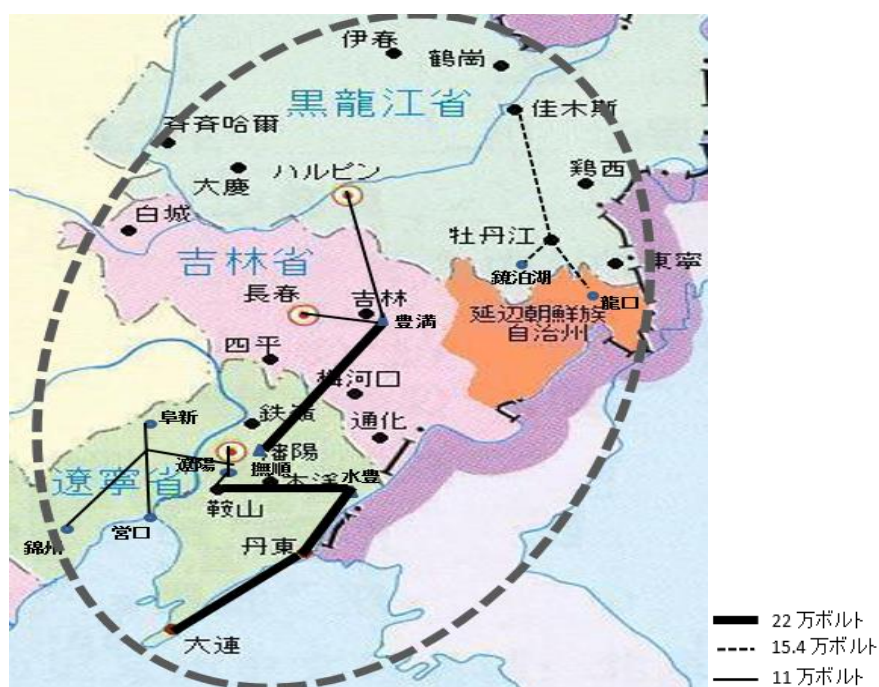 伊春
鶴崗
黒龍江省
佳木斯
斉斉哈爾
大慶
ハルビン
鶏西
白城
牡丹江
吉林省
鏡泊湖
東寧
長春
吉林
龍口
豊満
延辺朝鮮族
自治州
四平
梅河口
阜新
鉄嶺
通化
瀋陽
遼陽
撫順
本渓
水豊
遼寧省
鞍山
営口
錦州
丹東
大連
22 万ボルト
15.4 万ボルト
11 万ボルト